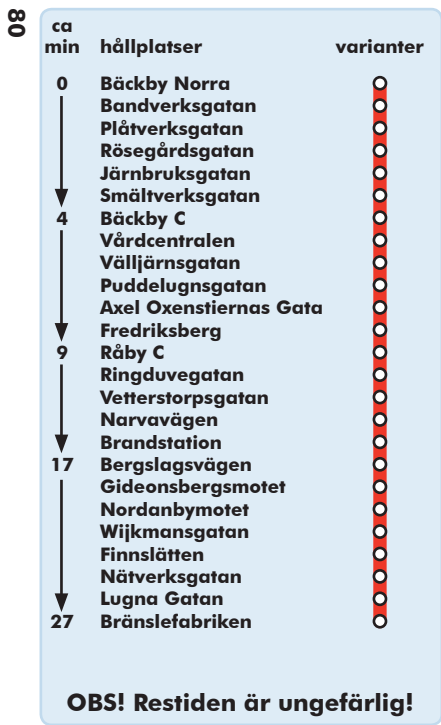 80
ca
min hållplatser varianter
0 Bäckby Norra
Bandverksgatan
Plåtverksgatan
Rösegårdsgatan
Järnbruksgatan
Smältverksgatan
4 Bäckby C
Vårdcentralen
Välljärnsgatan
Puddelugnsgatan
Axel Oxenstiernas Gata
Fredriksberg
9 Råby C
Ringduvegatan
Vetterstorpsgatan
Narvavägen
Brandstation
17 Bergslagsvägen
Gideonsbergsmotet
Nordanbymotet
Wijkmansgatan
Finnslätten
Nätverksgatan
Lugna Gatan
27 Bränslefabriken
OBS! Restiden är ungefärlig!